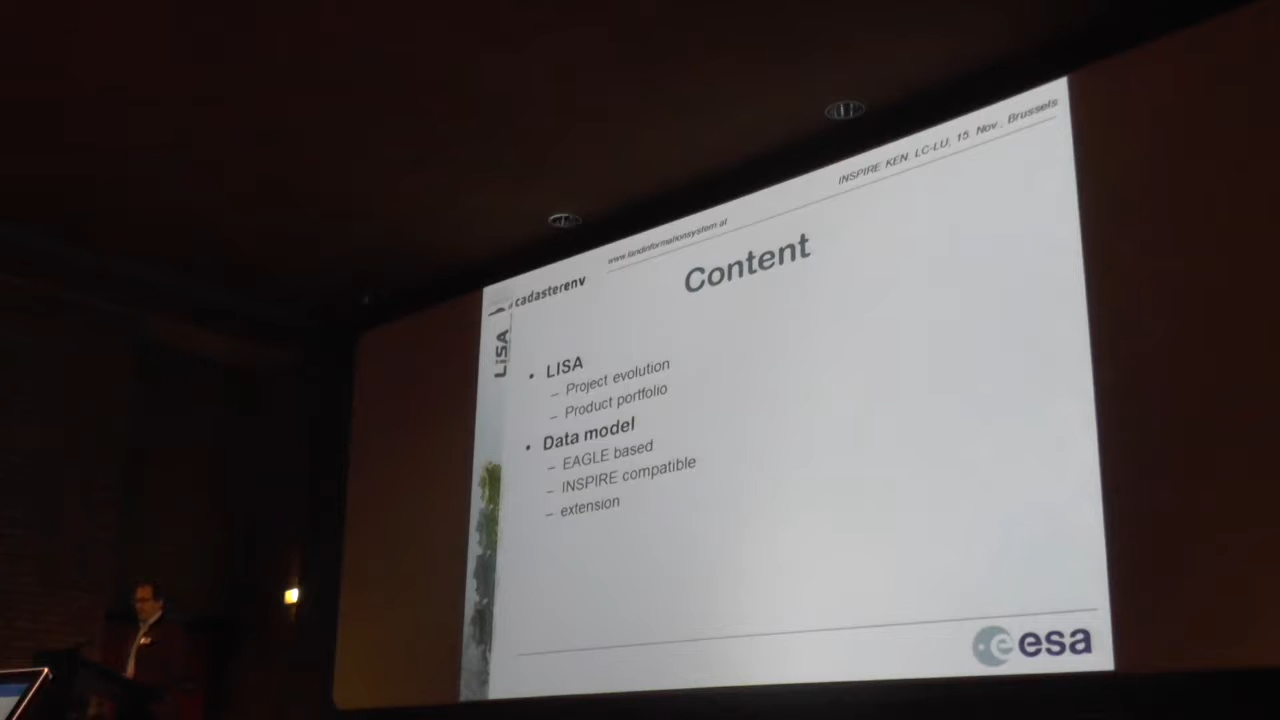 INSPIRE KEN. LC-LU, 15. Nov., Brussels
www.landinformationsystem.at
cadasterenv
LiSA
Content
• LISA
– Project evolution
– Product portfolio
• Data model
– EAGLE based
– INSPIRE compatible
– extension
esa